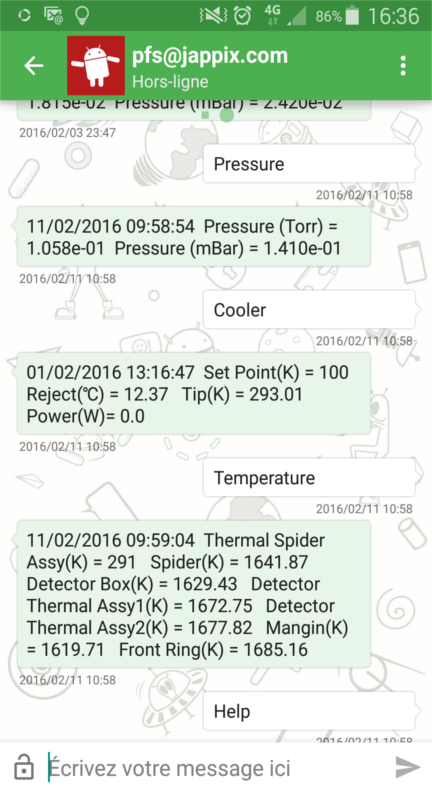 4G 86% 16:36
pfs@jappix.com
Hors-ligne
1.815e-02 Pressure (mBar) = 2.420e-02
2016/02/03 23:47
Pressure
2016/02/11 10:58
11/02/2016 09:58:54 Pressure (Torr) =
1.058e-01 Pressure (mBar) = 1.410e-01
2016/02/11 10:58
Cooler
2016/02/11 10:58
01/02/2016 13:16:47 Set Point(K) = 100
Reject(℃) = 12.37 Tip(K) = 293.01
Power(W)= 0.0
2016/02/11 10:58
Temperature
2016/02/11 10:58
11/02/2016 09:59:04 Thermal Spider
Assy(K) = 291 Spider(K) = 1641.87
Detector Box(K) = 1629.43 Detector
Thermal Assy1(K) = 1672.75 Detector
Thermal Assy2(K) = 1677.82 Mangin(K)
= 1619.71 Front Ring(K) = 1685.16
2016/02/11 10:58
Help
2016/02/11 10:58
Écrivez votre message ici